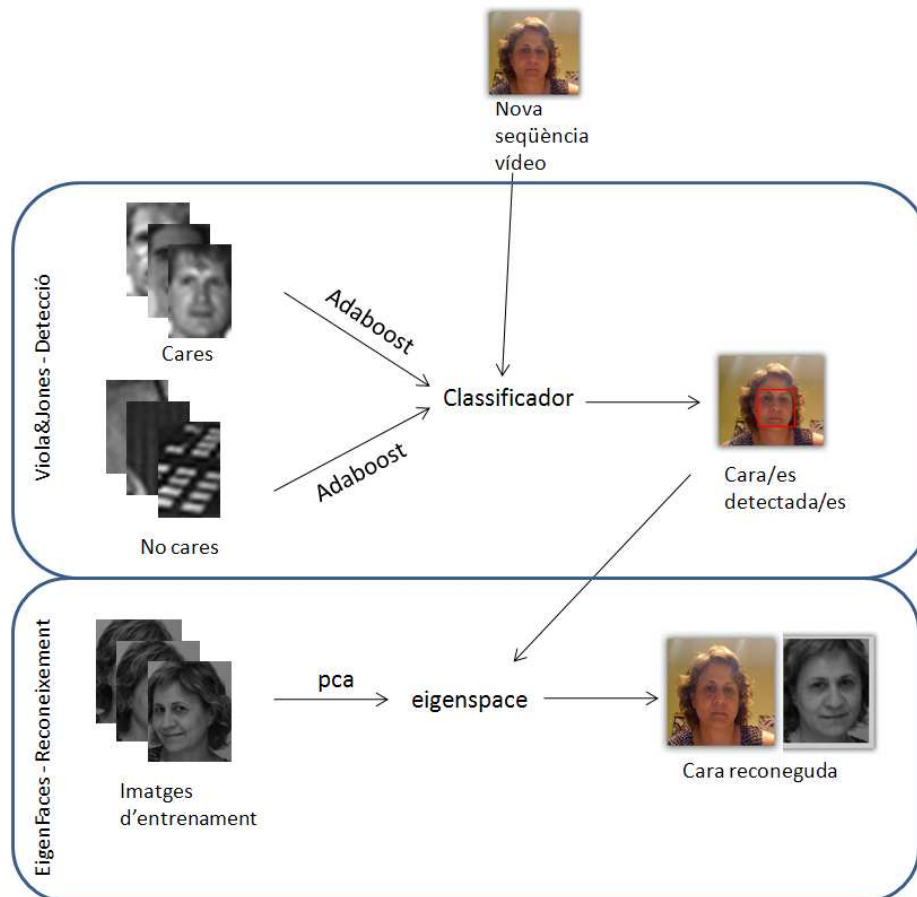 Nova
seqüència
vídeo
Viola&Jones - Detecció
Cares
Adaboost
Classificador
Adaboost
No cares
Cara/es
detectada/es
EigenFaces - Reconeixement
pca
eigenspace
Imatges
d'entrenament
Cara reconeguda